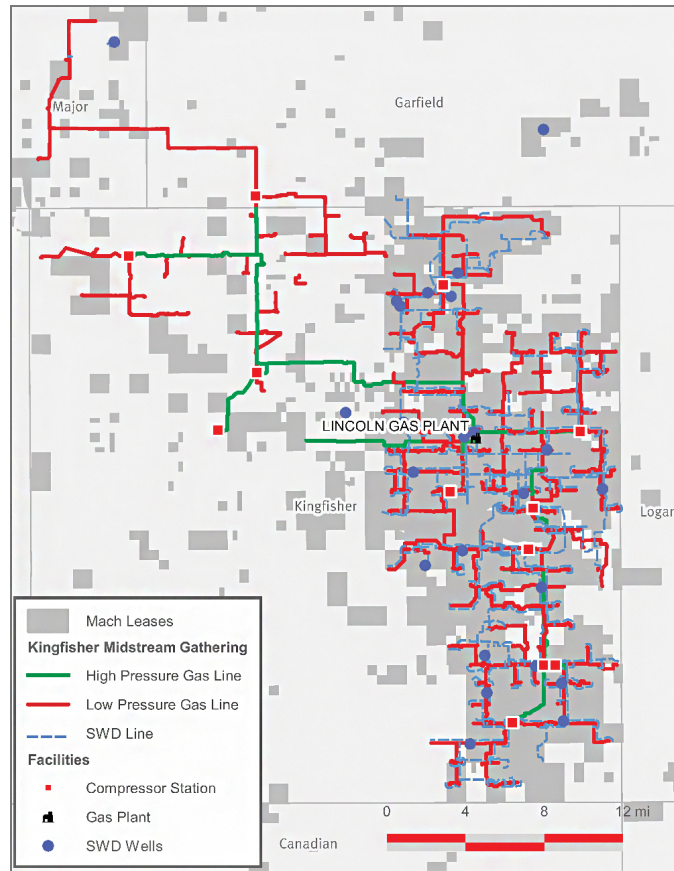 Major
Garfield
LINCOLN GAS PLANT
Kingfisher
Logan
Mach Leases
Kingfisher Midstream Gathering
High Pressure Gas Line
Low Pressure Gas Line
SWD Line
Facilities
Compressor Station
Gas Plant
SWD Wells
0 4 8 12 mi
Canadian